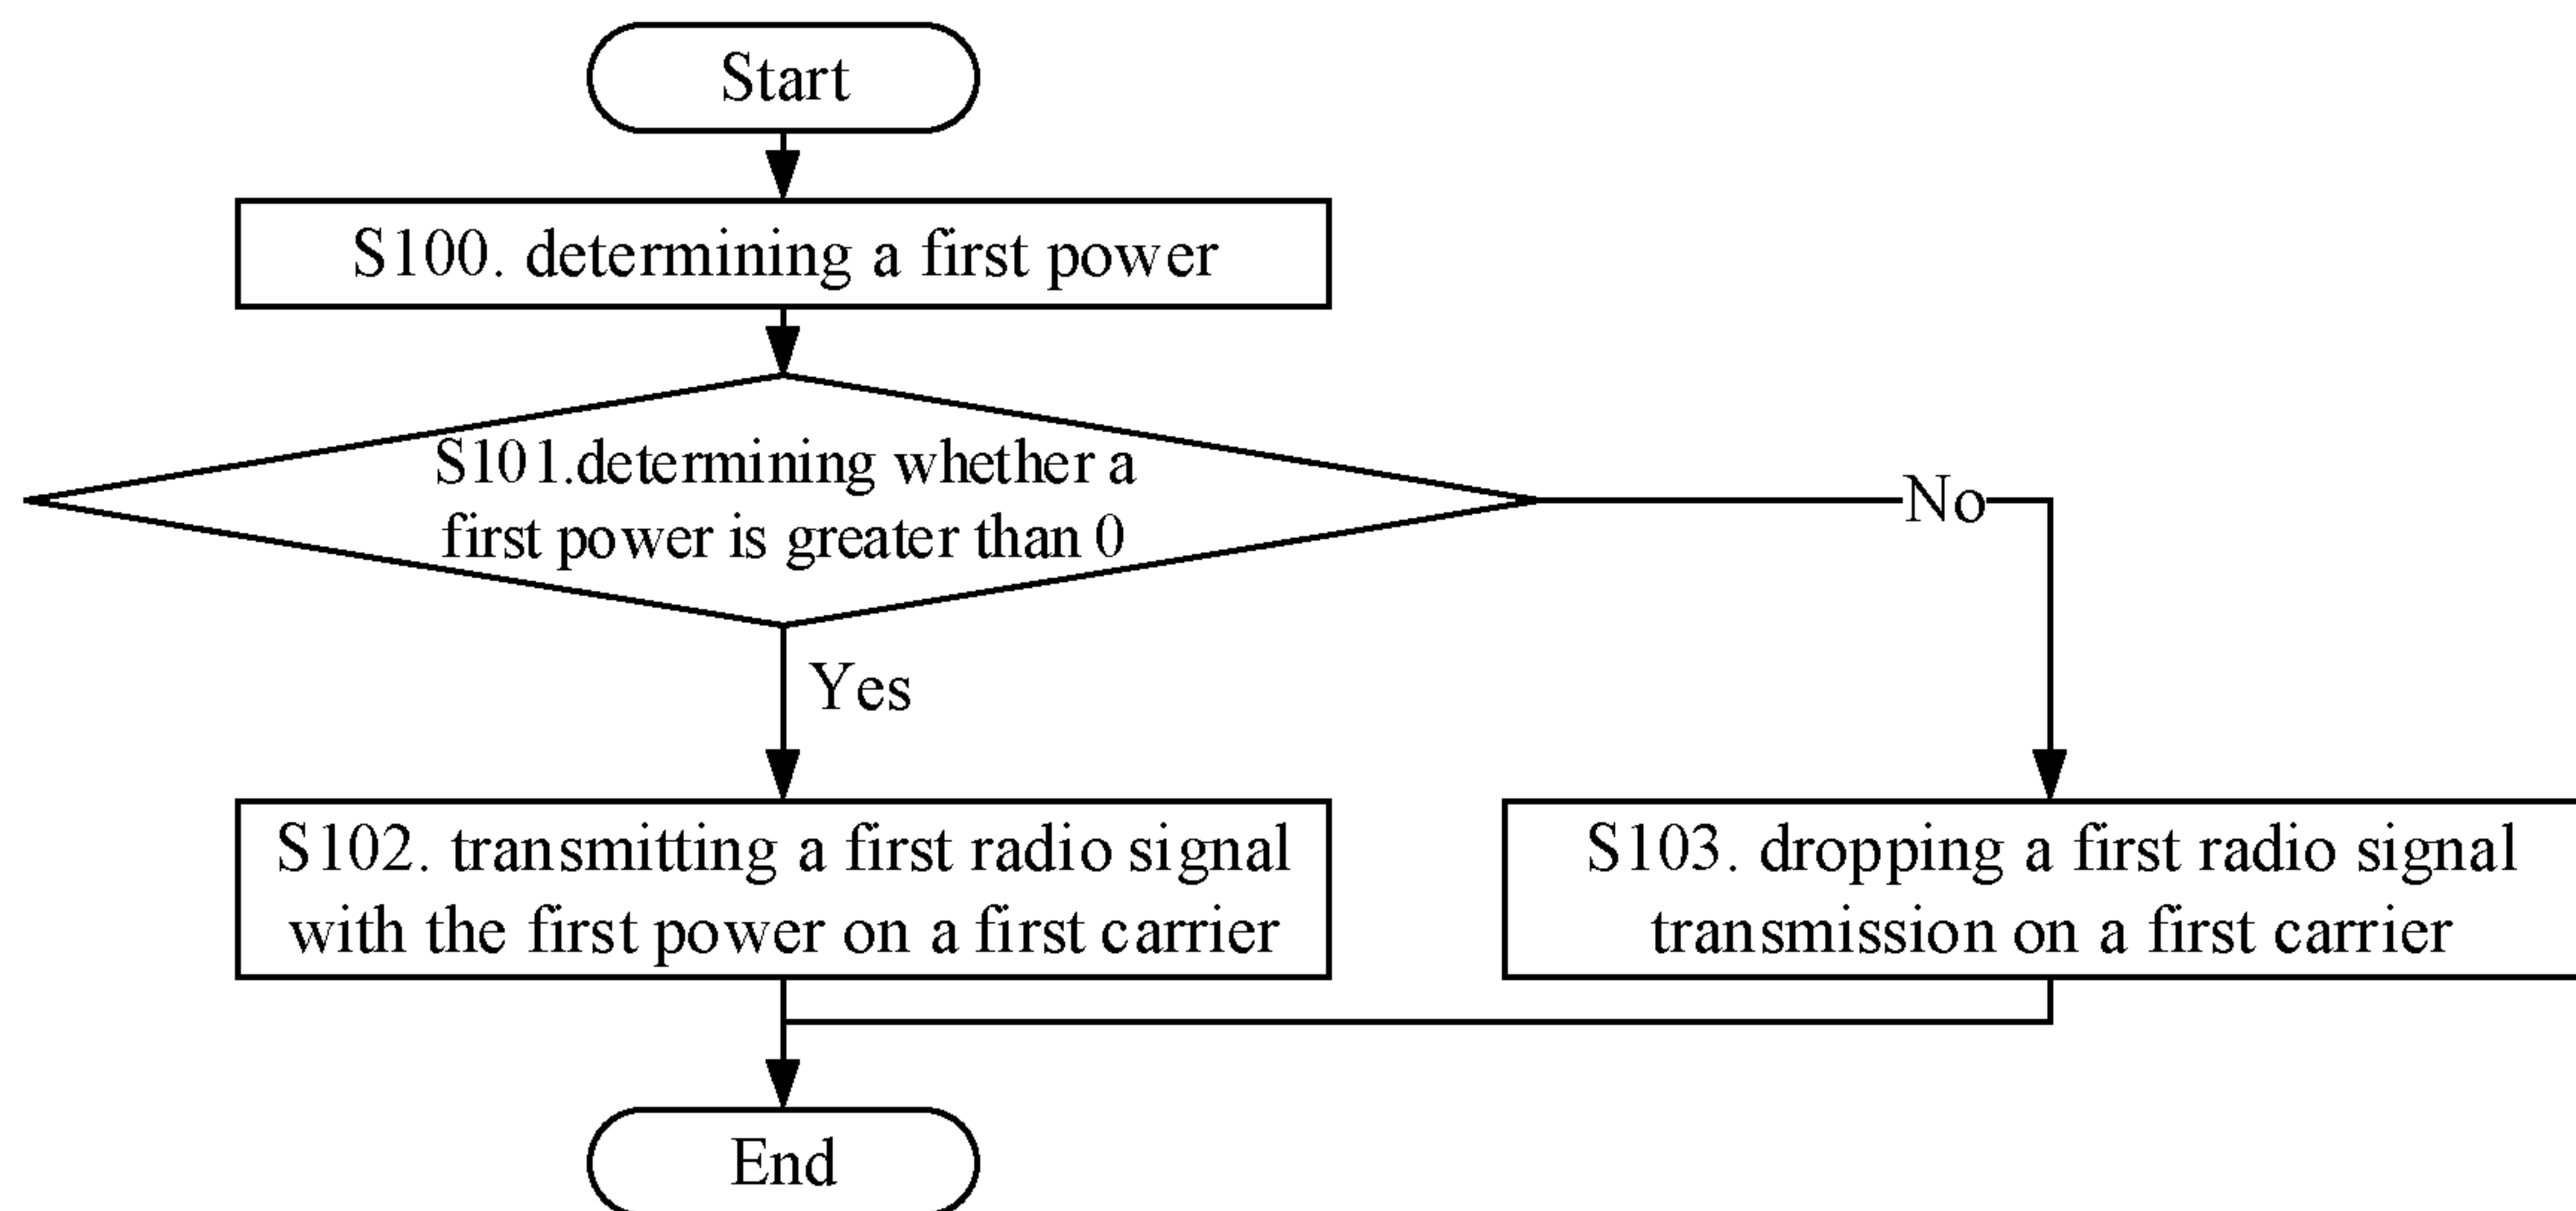 Start
S100. determining a first power
S101.determining whether a
first power is greater than 0
No
Yes
S102. transmitting a first radio signal
with the first power on a first carrier
S103. dropping a first radio signal
transmission on a first carrier
End